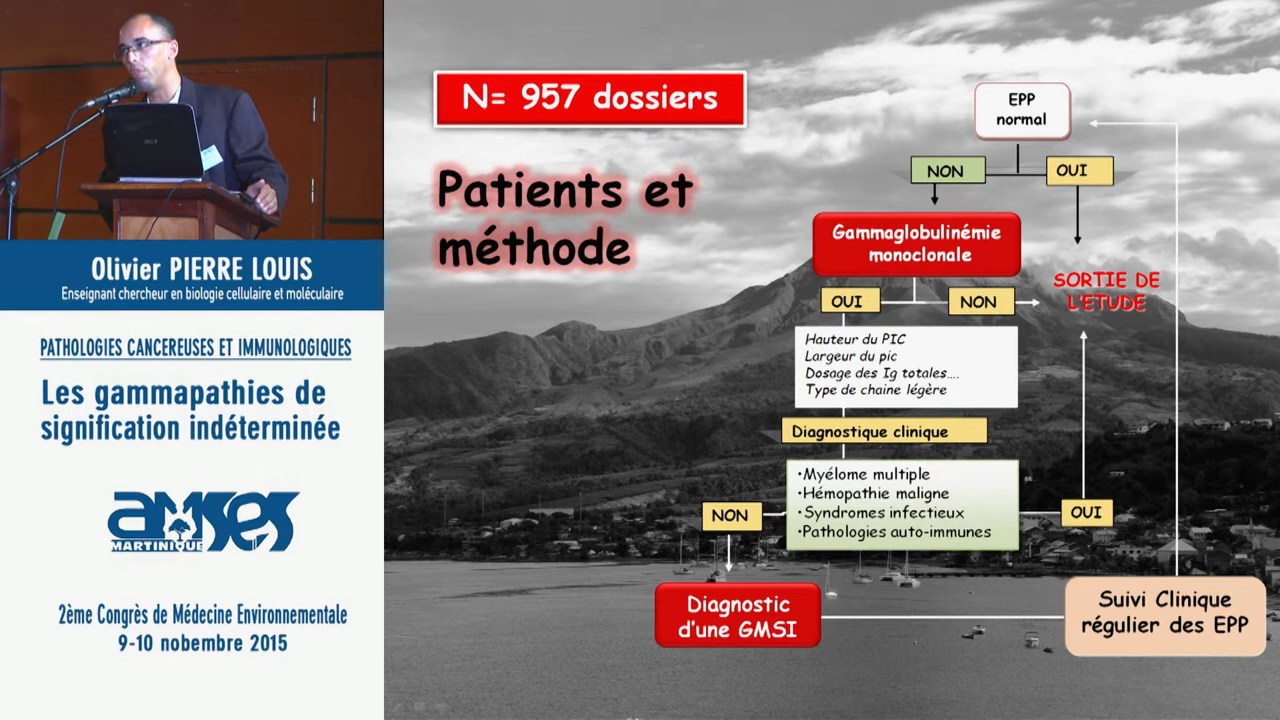 Olivier PIERRE LOUIS
Enseignant chercheur en biologie cellulaire et moléculaire
PATHOLOGIES CANCEREUSES ET IMMUNOLOGIQUES
Les gammapathies de
signification indéterminée
AMSES
MARTINIQUE
2ème Congrès de Médecine Environnementale
9-10 nobembre 2015
N= 957 dossiers
Patients et
méthode
EPP
normal
NON
OUI
Gammaglobulinémie
monoclonale
SORTIE DE
L'ETUDE
OUI
NON
Hauteur du PIC
Largeur du pic
Dosage des Ig totales….
Type de chaine légère
Diagnostique clinique
•Myélome multiple
•Hémopathie maligne
•Syndromes infectieux
•Pathologies auto-immunes
NON
OUI
Diagnostic
d'une GMSI
Suivi Clinique
régulier des EPP
acer